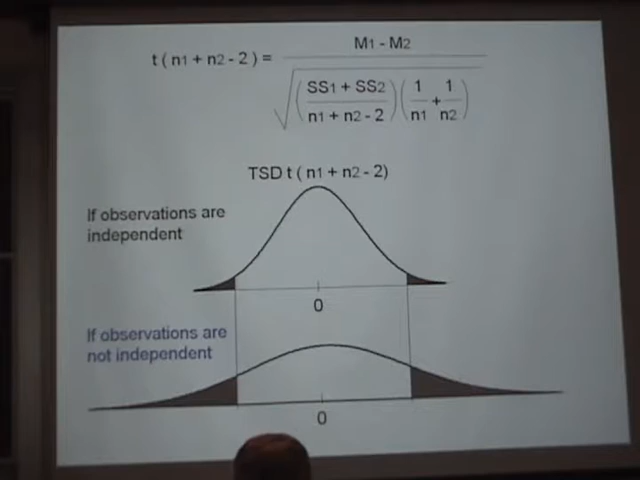 t ( n1 + n2 - 2 ) = M1 - M2
√ ( SS1 + SS2 / n1 + n2 - 2 ) ( 1 / n1 + 1 / n2 )
TSD t ( n1 + n2 - 2)
If observations are
independent
0
If observations are
not independent
0